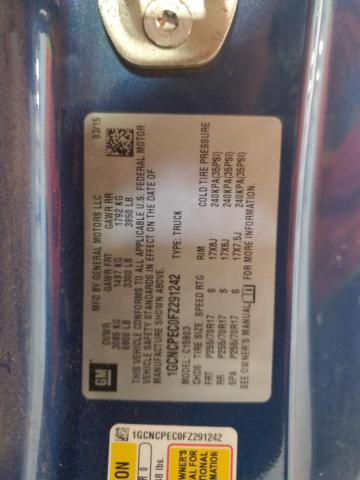 GM
MFD BY GENERAL MOTORS LLC 03/15
GVWR GAWR FRT GAWR RR
3085 KG 1497 KG 1792 KG
6800 LB 3300 LB 3950 LB
THIS VEHICLE CONFORMS TO ALL APPLICABLE U.S. FEDERAL MOTOR
VEHICLE SAFETY STANDARDS IN EFFECT ON THE DATE OF
MANUFACTURE SHOWN ABOVE.
1GCNCPEC0FZ291242 TYPE: TRUCK
MODEL: C15903
CHDS TIRE SIZE SPEED RTG RIM COLD TIRE PRESSURE
FRT P255/70R17 S 17X8J 240KPA(35PSI)
RR P255/70R17 S 17X8J 240KPA(35PSI)
SPA P255/70R17 S 17X7.5J 240KPA(35PSI)
SEE OWNER'S MANUAL FOR MORE INFORMATION.
1GCNCPEC0FZ291242